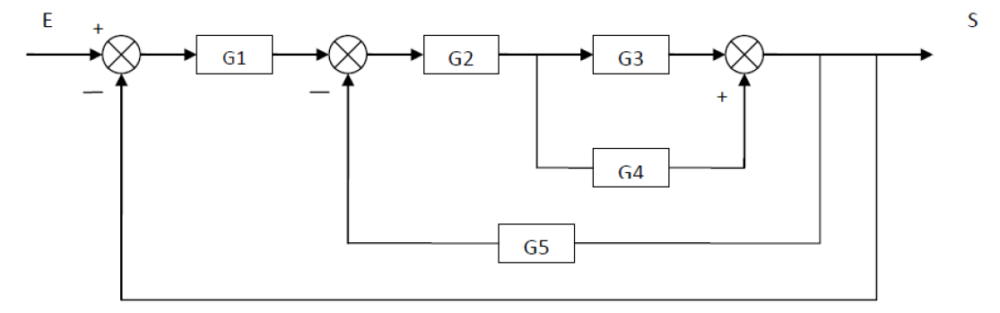 E
S
+
G1
G2
G3
—
—
+
G4
G5